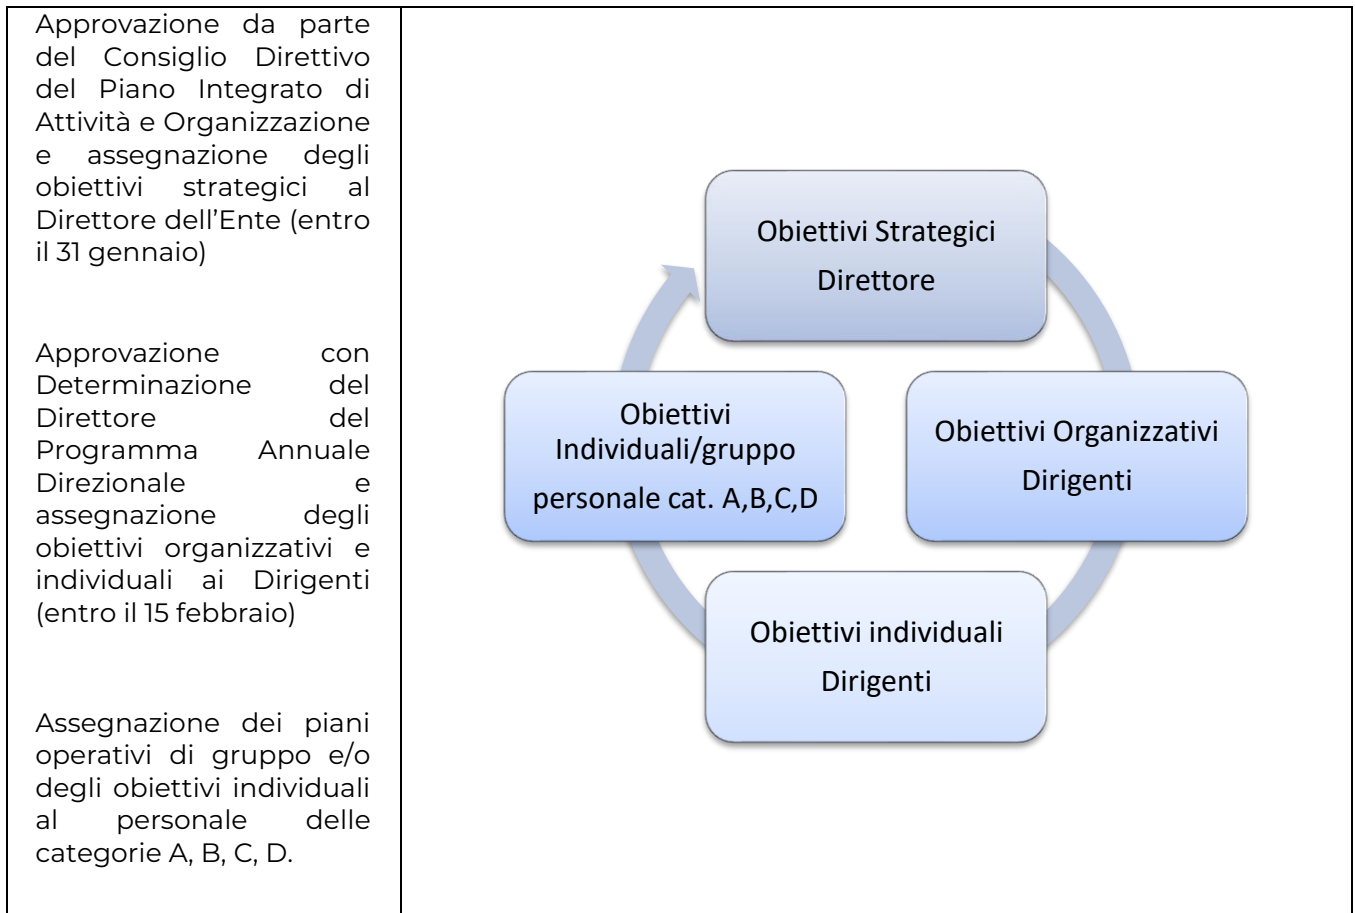 Approvazione da parte
del Consiglio Direttivo
del Piano Integrato di
Attività e Organizzazione
e assegnazione degli
obiettivi strategici al
Direttore dell’Ente (entro
il 31 gennaio)
Approvazione con
Determinazione del
Direttore del
Programma Annuale
Direzionale e
assegnazione degli
obiettivi organizzativi e
individuali ai Dirigenti
(entro il 15 febbraio)
Assegnazione dei piani
operativi di gruppo e/o
degli obiettivi individuali
al personale delle
categorie A, B, C, D.
Obiettivi Strategici
Direttore
Obiettivi Organizzativi
Dirigenti
Obiettivi individuali
Dirigenti
Obiettivi
Individuali/gruppo
personale cat. A,B,C,D